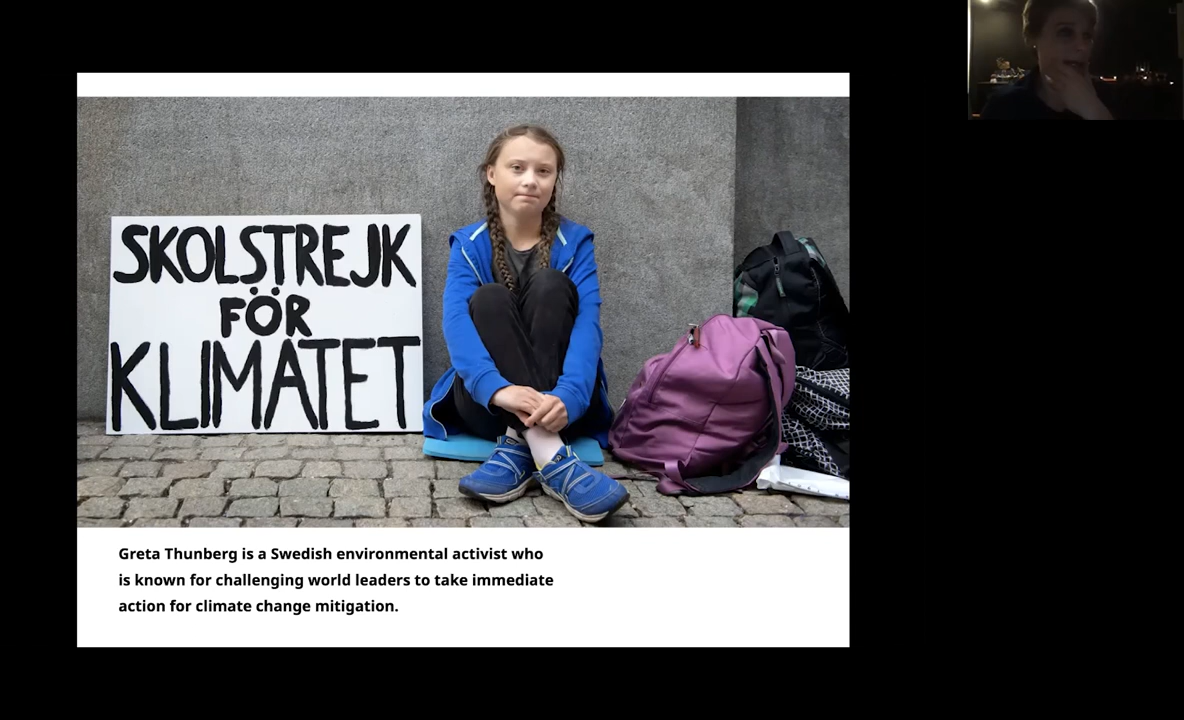 SKOLSTREJK
FÖR
KLIMATET
Greta Thunberg is a Swedish environmental activist who
is known for challenging world leaders to take immediate
action for climate change mitigation.